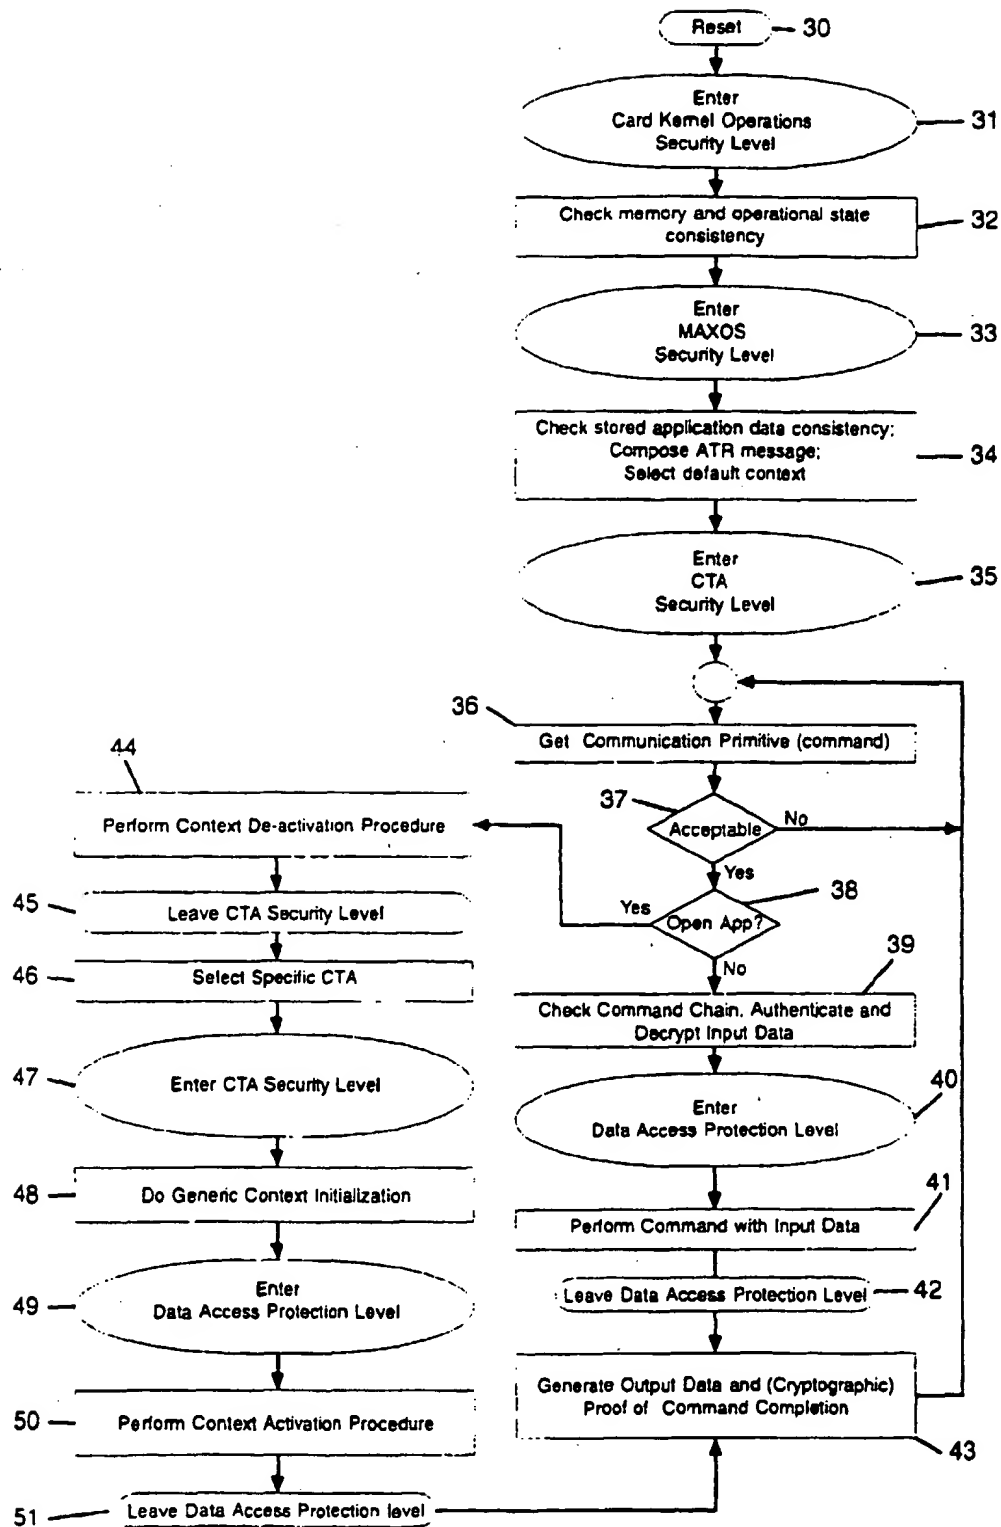 Reset
30
Enter
Card Kernel Operations
Security Level
31
Check memory and operational state
consistency
32
Enter
MAXOS
Security Level
33
Check stored application data consistency;
Compose ATR message;
Select default context
34
Enter
CTA
Security Level
35
36
Get Communication Primitive (command)
37
Acceptable
No
Yes
38
Open App?
Yes
No
39
Check Command Chain, Authenticate and
Decrypt Input Data
40
Enter
Data Access Protection Level
41
Perform Command with Input Data
Leave Data Access Protection Level
42
Generate Output Data and (Cryptographic)
Proof of Command Completion
43
44
Perform Context De-activation Procedure
45
Leave CTA Security Level
46
Select Specific CTA
47
Enter CTA Security Level
48
Do Generic Context Initialization
49
Enter
Data Access Protection Level
50
Perform Context Activation Procedure
51
Leave Data Access Protection level